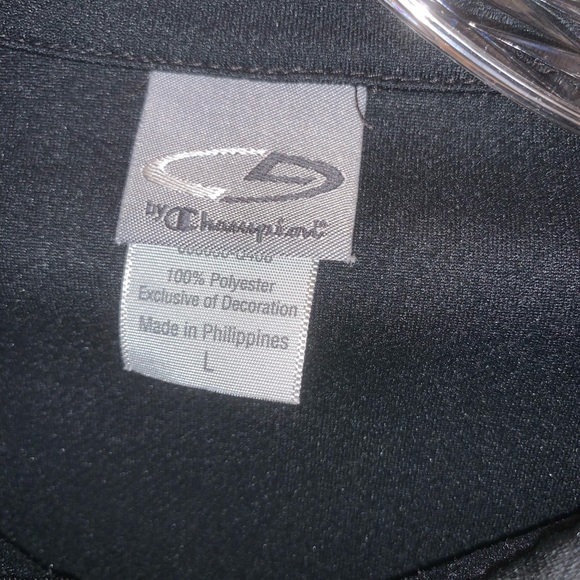 by Champion
100% Polyester
Exclusive of Decoration
Made in Philippines
L